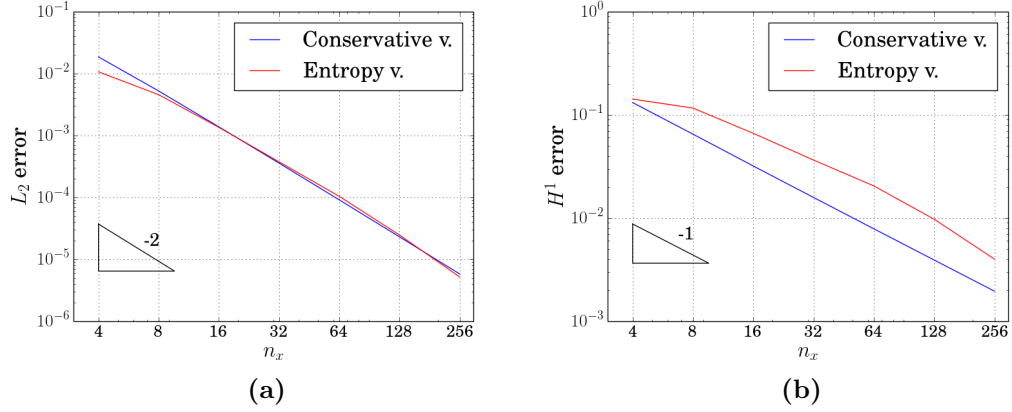 10⁻¹
10⁻²
10⁻³
10⁻⁴
10⁻⁵
10⁻⁶
L₂ error
Conservative v.
Entropy v.
-2
4 8 16 32 64 128 256
nₓ
(a)
10⁰
10⁻¹
10⁻²
10⁻³
H¹ error
Conservative v.
Entropy v.
-1
4 8 16 32 64 128 256
nₓ
(b)